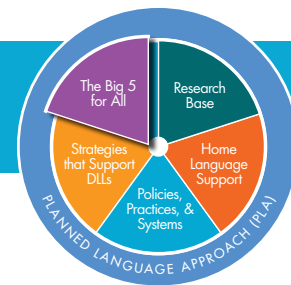 The Big 5
for All
Research
Base
Home
Language
Support
Policies,
Practices, &
Systems
Strategies
that Support
DLLs
PLANNED LANGUAGE APPROACH (PLA)